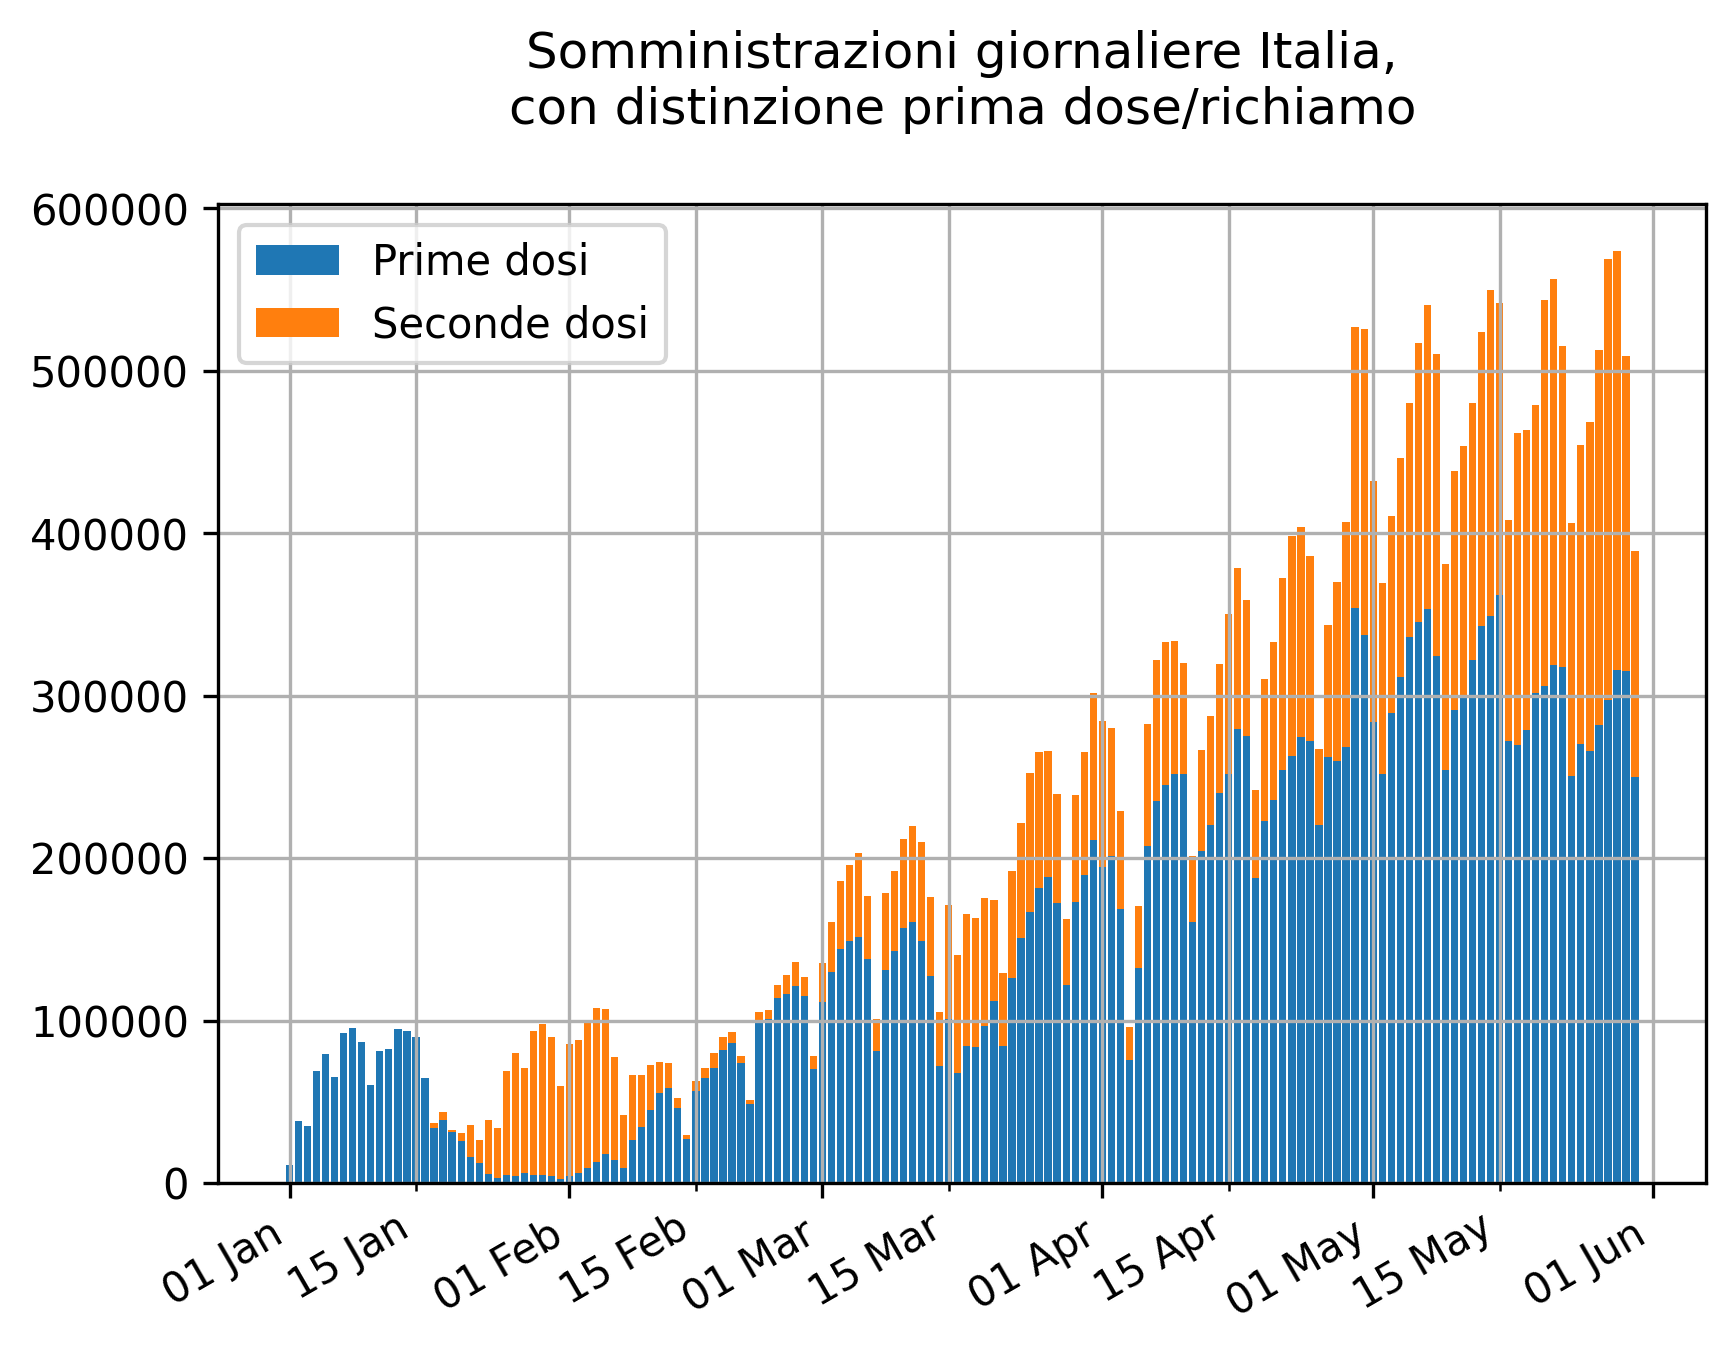 Somministrazioni giornaliere Italia,
con distinzione prima dose/richiamo
600000
500000
400000
300000
200000
100000
0
Prime dosi
Seconde dosi
01 Jan
15 Jan
01 Feb
15 Feb
01 Mar
15 Mar
01 Apr
15 Apr
01 May
15 May
01 Jun